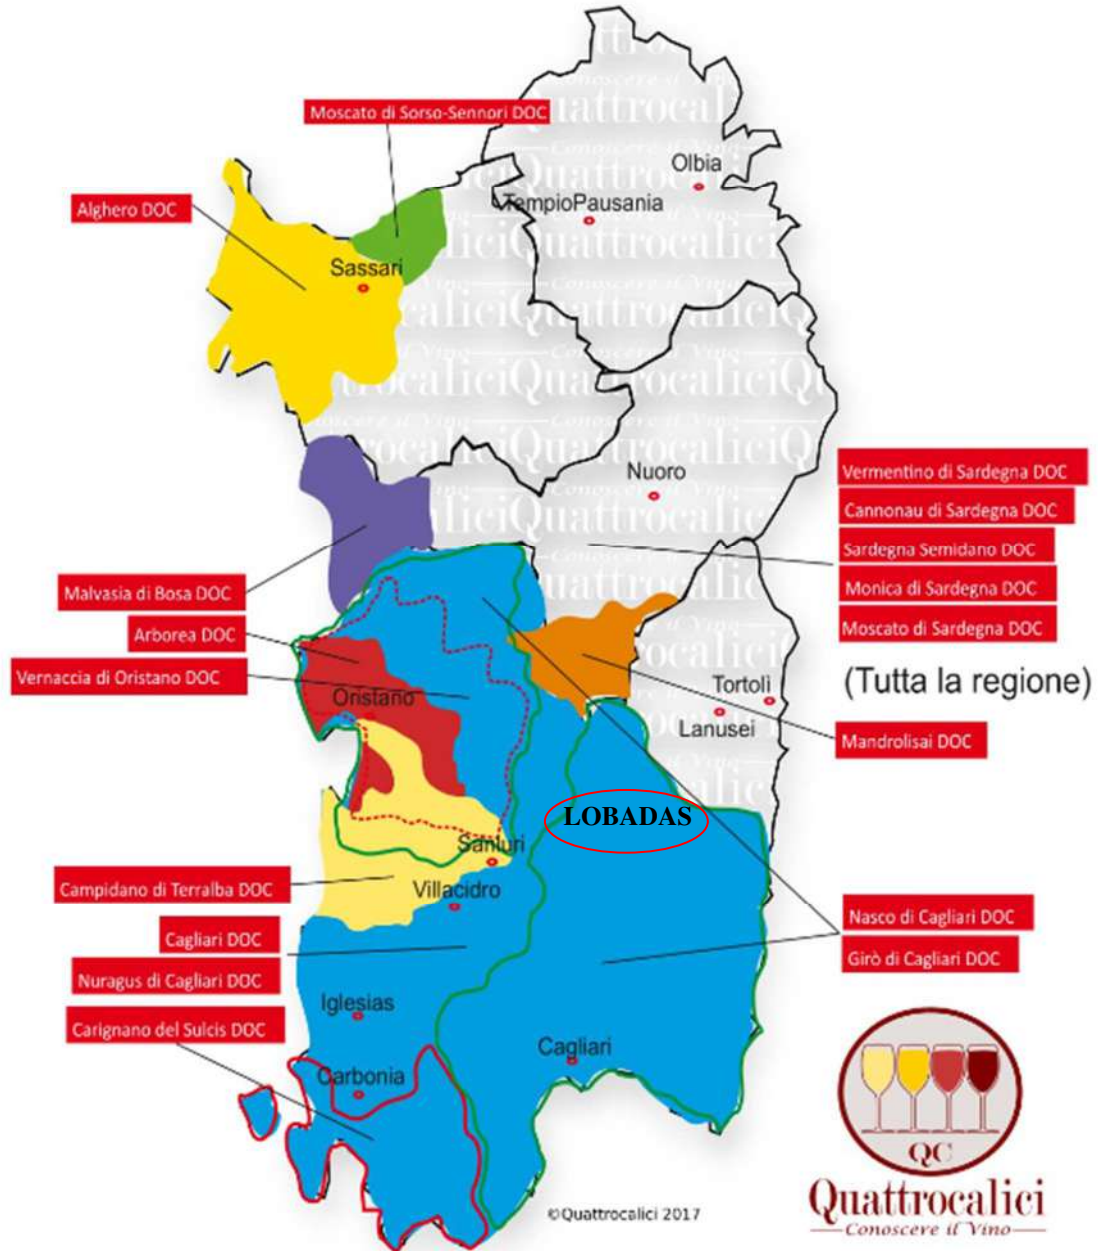 Moscato di Sorso-Sennori DOC
Olbia
TempioPausania
Alghero DOC
Sassari
Nuoro
Vermentino di Sardegna DOC
Cannonau di Sardegna DOC
Sardegna Semidano DOC
Monica di Sardegna DOC
Moscato di Sardegna DOC
(Tutta la regione)
Malvasia di Bosa DOC
Arborea DOC
Vernaccia di Oristano DOC
Oristano
Tortoli
Lanusei
Mandrolisai DOC
LOBADAS
Sanluri
Villacidro
Campidano di Terralba DOC
Cagliari DOC
Nuragus di Cagliari DOC
Carignano del Sulcis DOC
Nasco di Cagliari DOC
Girò di Cagliari DOC
Iglesias
Cagliari
Carbonia
QC
Quattrocalici
Conoscere il Vino
©Quattrocalici 2017